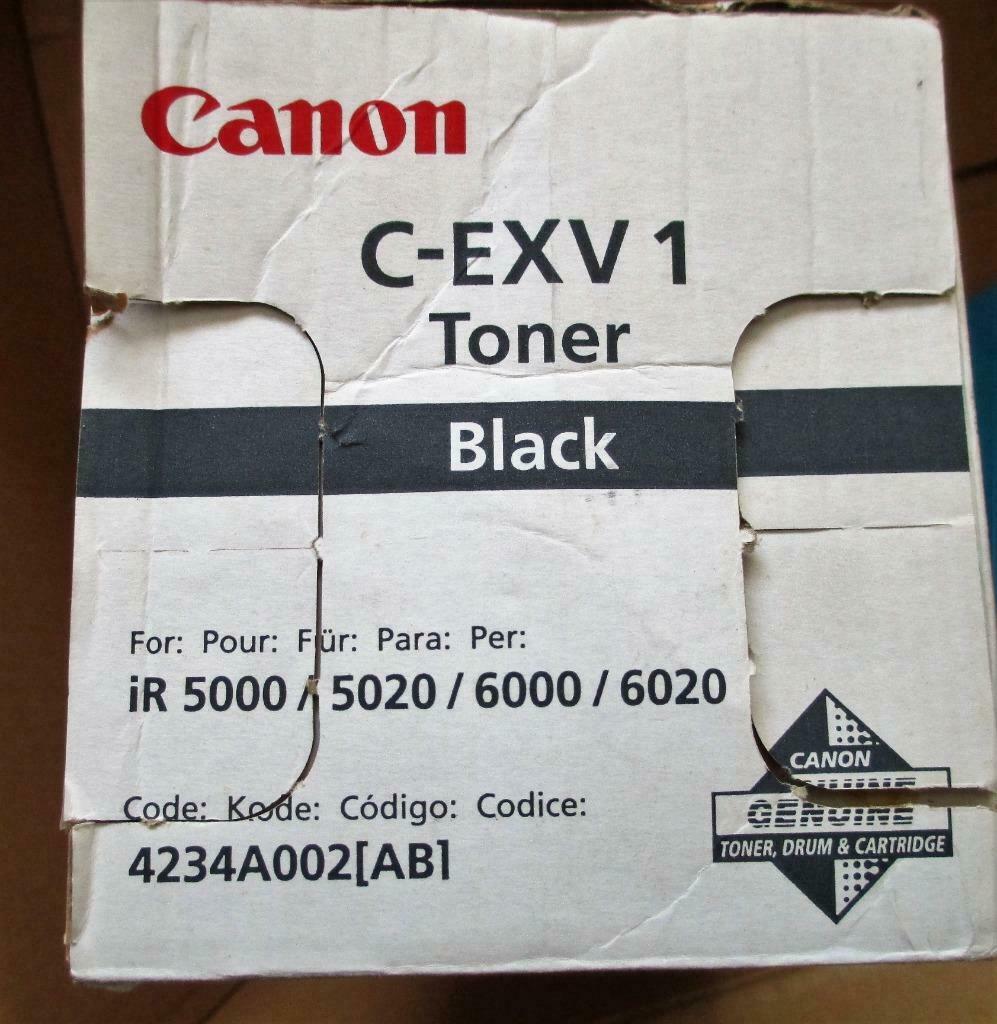 Canon
C-EXV 1
Toner
Black
For: Pour: Für: Para: Per:
iR 5000 / 5020 / 6000 / 6020
Code: Kode: Código: Codice:
4234A002[AB]
CANON
GENUINE
TONER, DRUM & CARTRIDGE